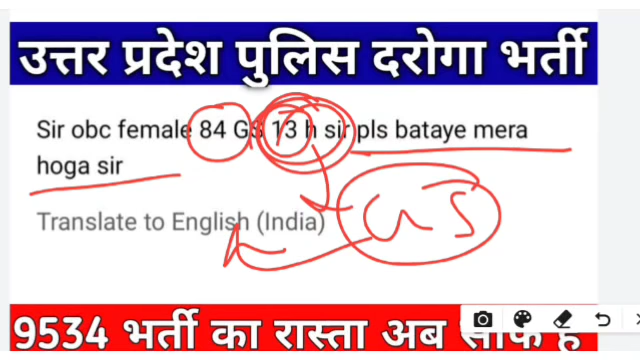 उत्तर प्रदेश पुलिस दरोगा भर्ती
Sir obc female 84 GS 13 h sir pls bataye mera
hoga sir
Translate to English (India)
GS
9534 भर्ती का रास्ता अब साफ है